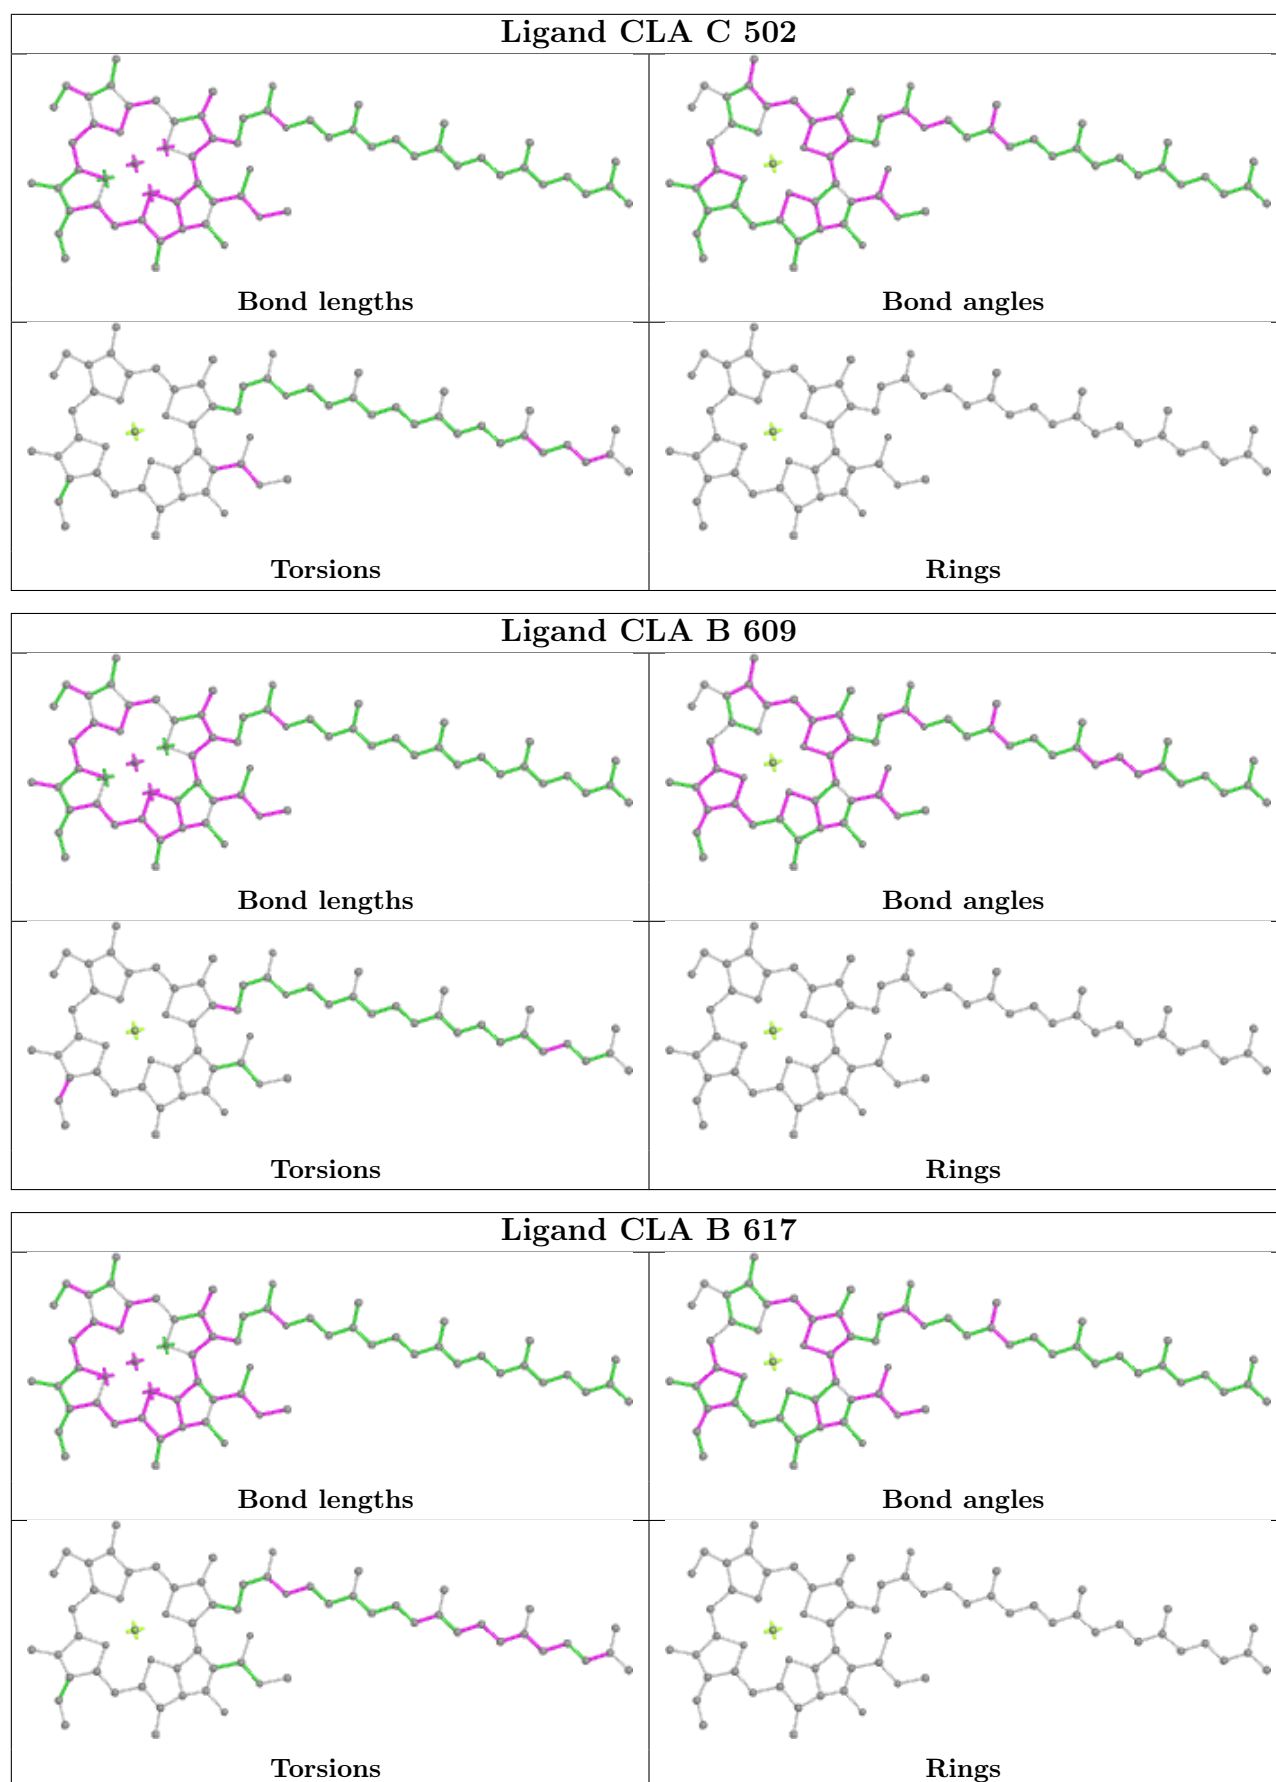 Ligand CLA C 502
Bond lengths
Bond angles
Torsions
Rings
Ligand CLA B 609
Bond lengths
Bond angles
Torsions
Rings
Ligand CLA B 617
Bond lengths
Bond angles
Torsions
Rings